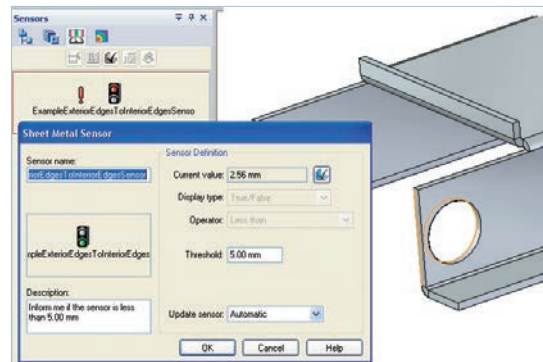 Sensors
ExampleExteriorEdgesToInteriorEdgesSenso
Sheet Metal Sensor
Sensor name:
riorEdgesToInteriorEdgesSensor
npleExteriorEdgesToInteriorEdges
Description:
Inform me if the sensor is less
than 5.00 mm
Sensor Definition
Current value: 2.56 mm
Display type: True/False
Operator: Less than
Threshold: 5.00 mm
Update sensor: Automatic
OK Cancel Help